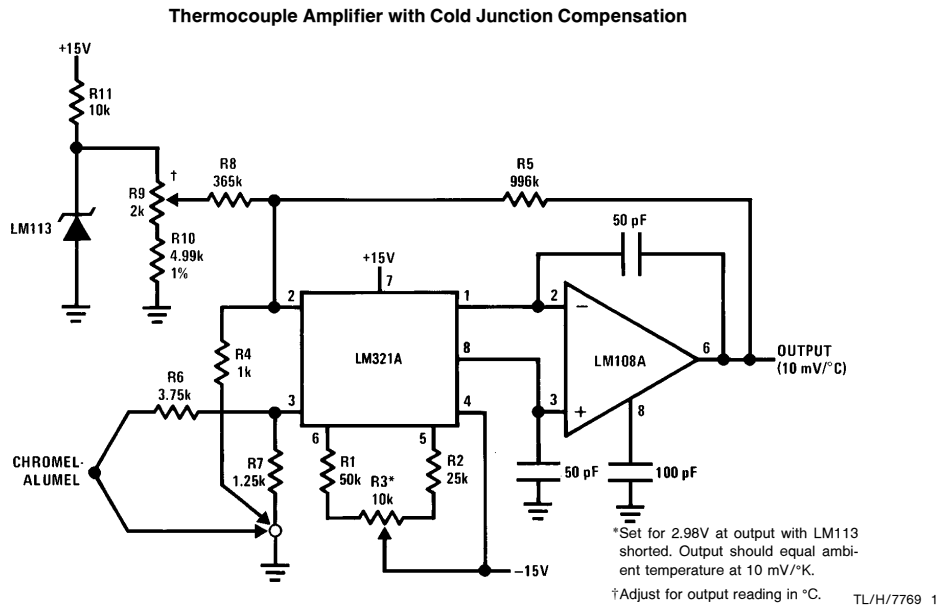 Thermocouple Amplifier with Cold Junction Compensation
+15V
R11
10k
†
R9
2k
R8
365k
R5
996k
50 pF
LM113
R10
4.99k
1%
+15V
7
2
1
2
−
LM321A
LM108A
6
OUTPUT
(10 mV/°C)
R4
1k
8
R6
3.75k
3
4
3
+
8
6
5
CHROMEL-
ALUMEL
R7
1.25k
R1
50k
R3*
10k
R2
25k
50 pF
100 pF
−15V
*Set for 2.98V at output with LM113
shorted. Output should equal ambi-
ent temperature at 10 mV/°K.
†Adjust for output reading in °C.
TL/H/7769 1